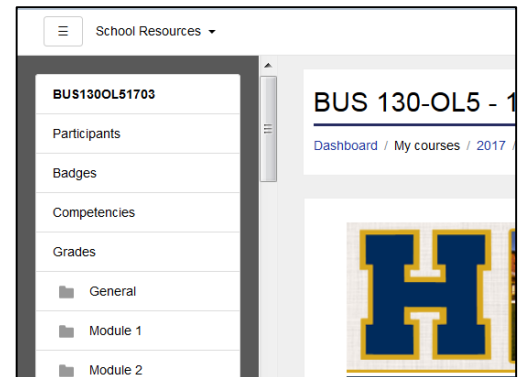 School Resources
BUS130OL51703
Participants
Badges
Competencies
Grades
General
Module 1
Module 2
BUS 130-OL5 - 1
Dashboard / My courses / 2017 /
H